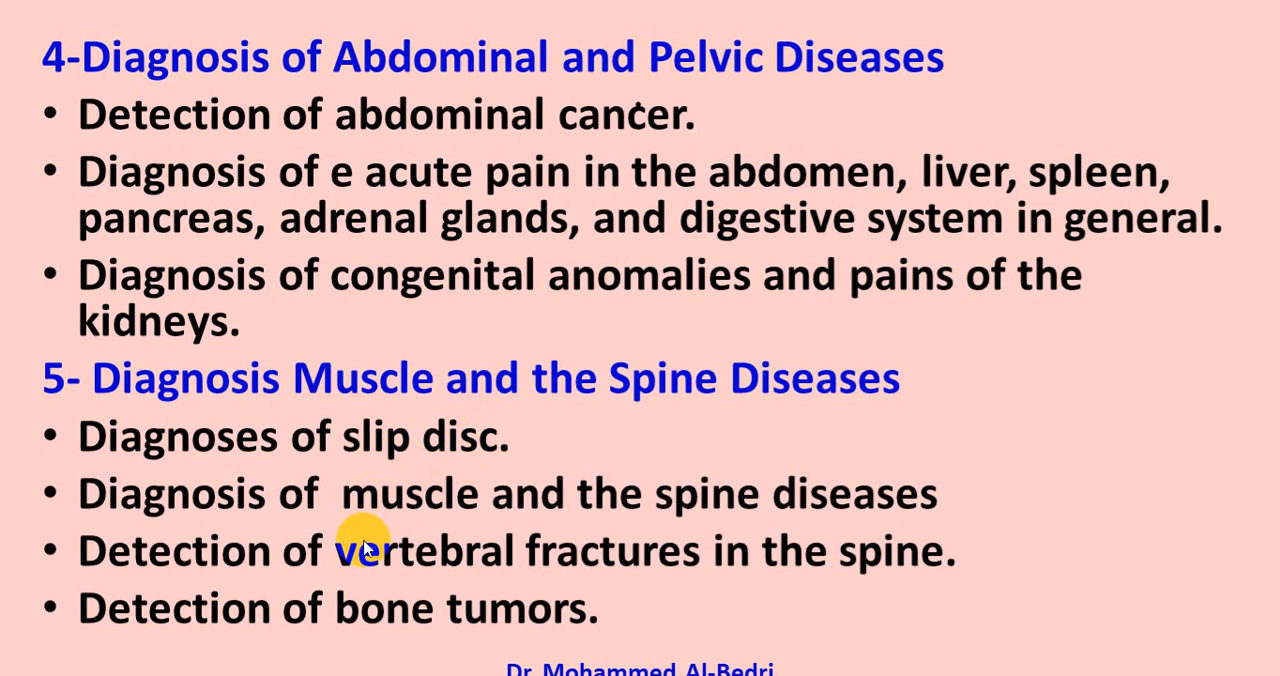 4-Diagnosis of Abdominal and Pelvic Diseases
• Detection of abdominal cancer.
• Diagnosis of e acute pain in the abdomen, liver, spleen,
pancreas, adrenal glands, and digestive system in general.
• Diagnosis of congenital anomalies and pains of the
kidneys.
5- Diagnosis Muscle and the Spine Diseases
• Diagnoses of slip disc.
• Diagnosis of  muscle and the spine diseases
• Detection of vertebral fractures in the spine.
• Detection of bone tumors.
Dr. Mohammed Al-Bedri